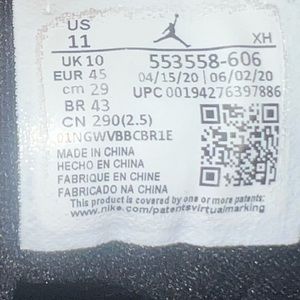 US XH
11 553558-606
UK 10 04/15/20 06/02/20
EUR 45 UPC 00194276397886
cm 29
BR 43
CN 290(2.5)
01NGWVBBCBR1E
MADE IN CHINA
HECHO EN CHINA
FABRIQUE EN CHINE
FABRICADO EN CHINA
This product is covered by one or more patents.
www.nike.com/patentsvirtualmarking